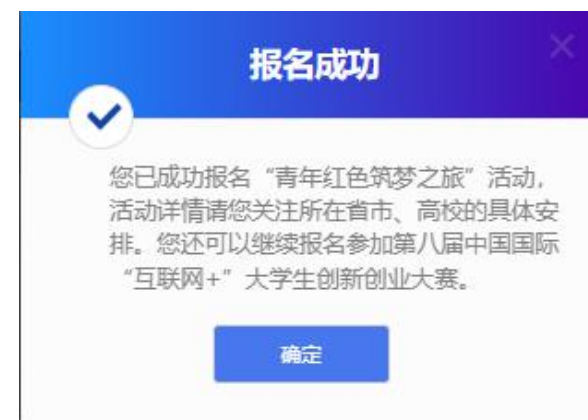 报名成功
您已成功报名“青年红色筑梦之旅”活动,
活动详情请您关注所在省市、高校的具体安
排。您还可以继续报名参加第八届中国国际
“互联网+”大学生创新创业大赛。
确定